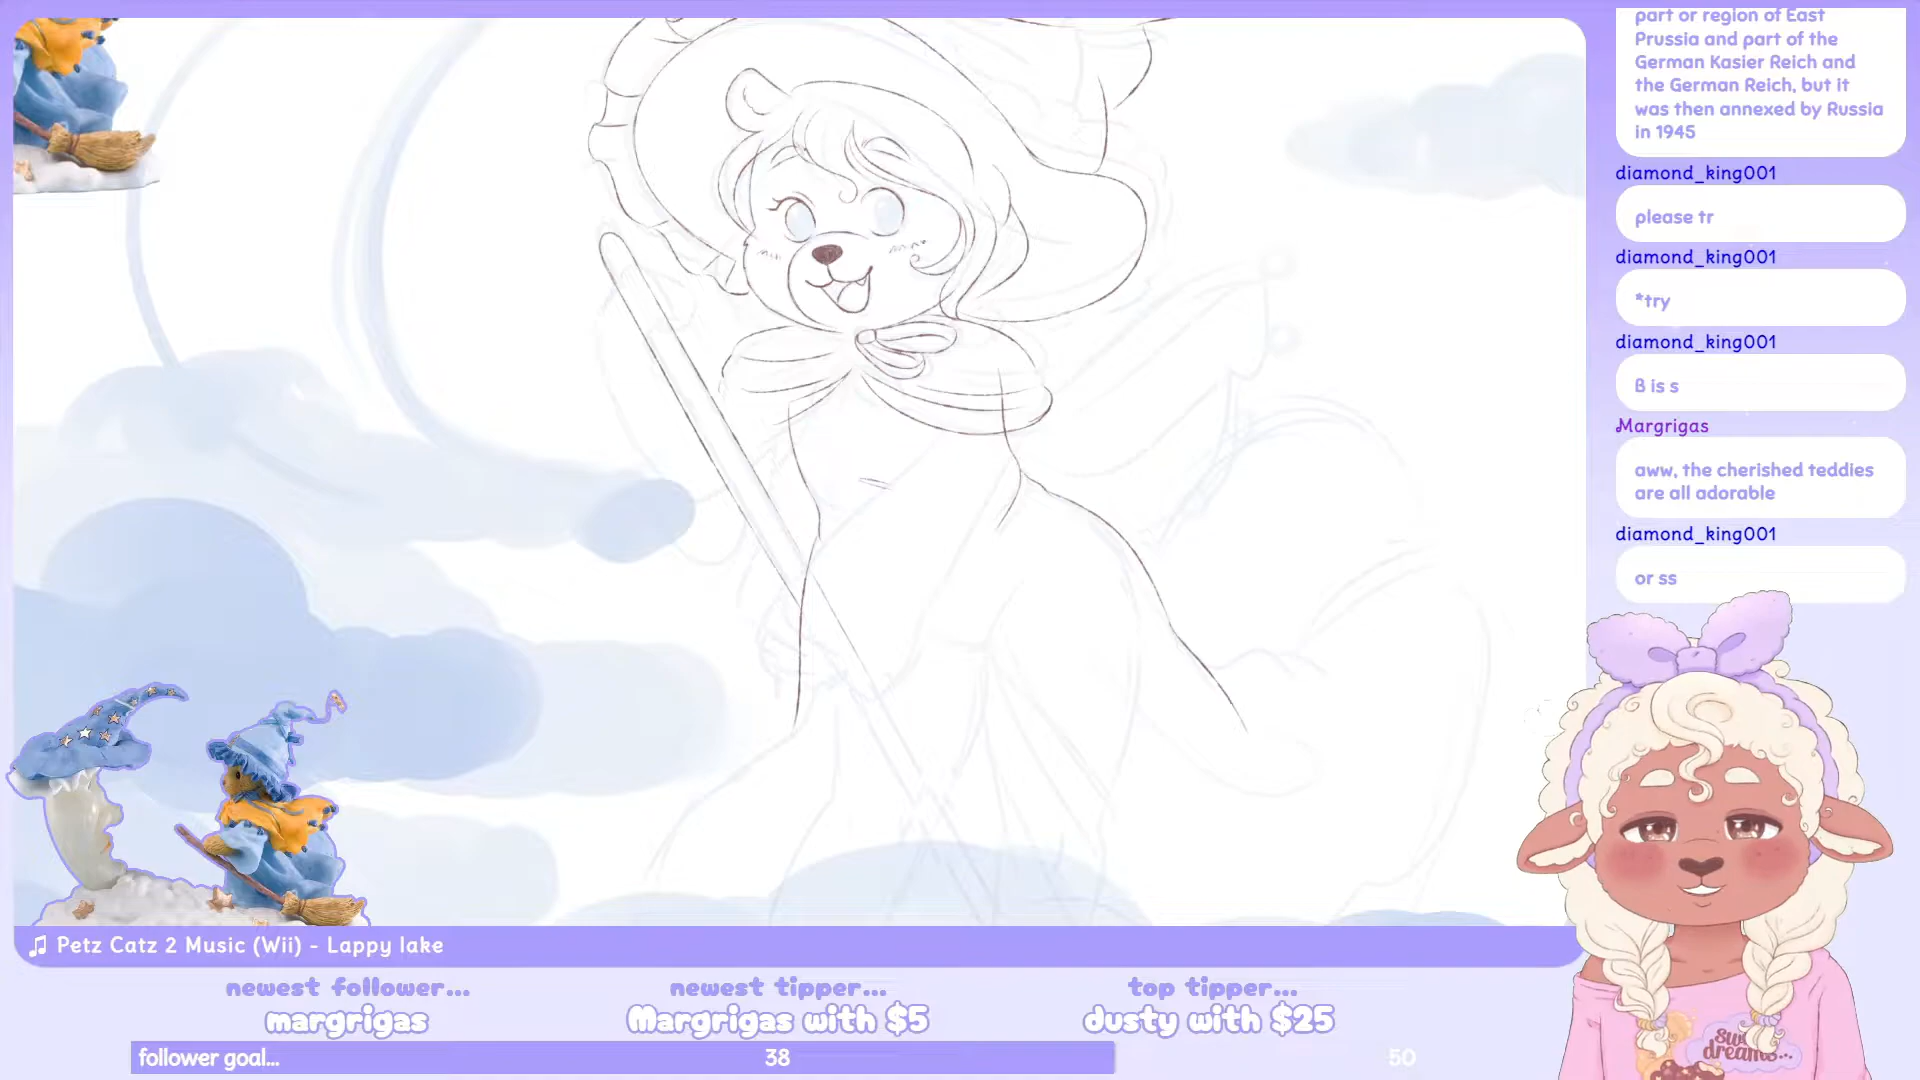 part or region of East
Prussia and part of the
German Kasier Reich and
the German Reich, but it
was then annexed by Russia
in 1945
diamond_king001
please tr
diamond_king001
*try
diamond_king001
ß is s
Margrigas
aww, the cherished teddies
are all adorable
diamond_king001
or ss
Petz Catz 2 Music (Wii) - Lappy lake
newest follower...
margrigas
newest tipper...
Margrigas with $5
top tipper...
dusty with $25
follower goal...
38
50
dreams...